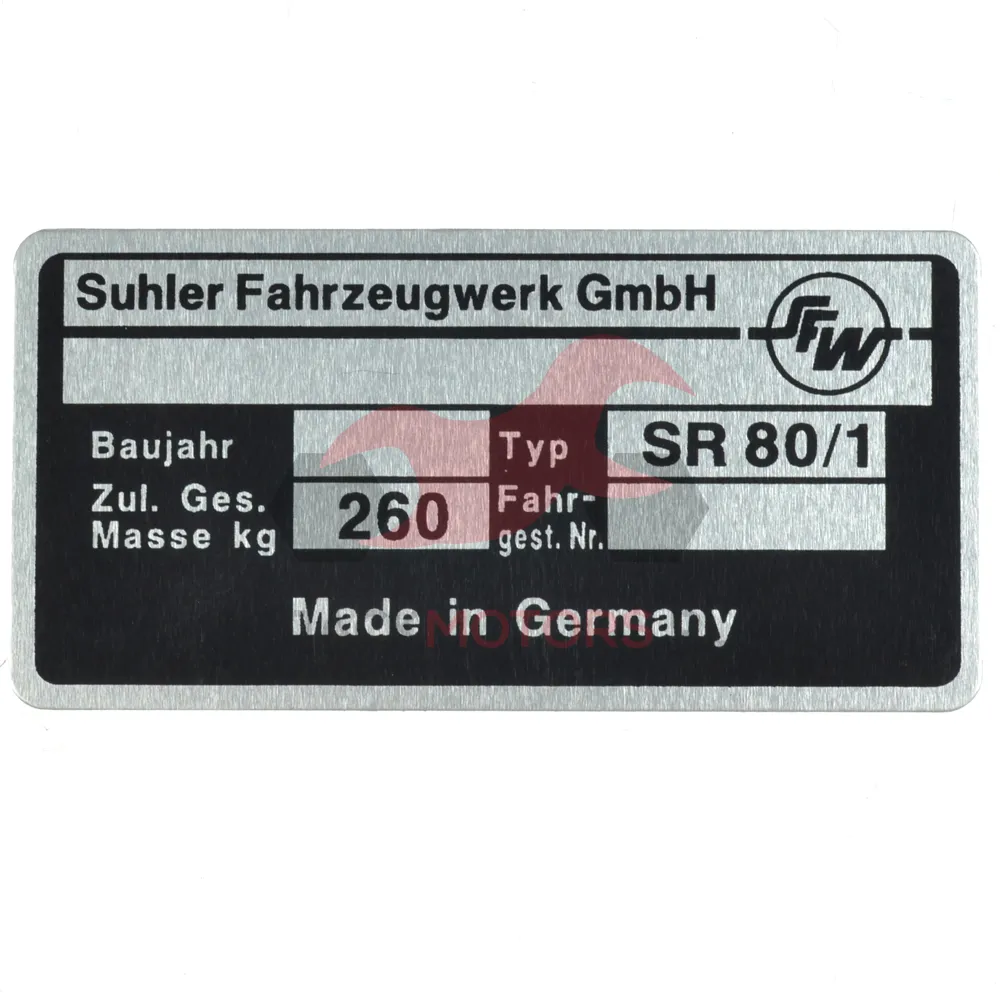 Suhler Fahrzeugwerk GmbH
SFW
Baujahr
Typ SR 80/1
Zul. Ges.
Masse kg 260
Fahr-
gest. Nr.
Made in Germany
MOTORS